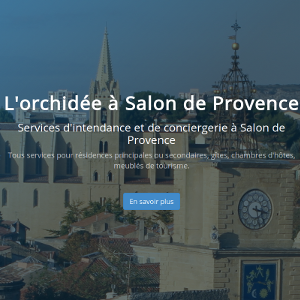 L'orchidée à Salon de Provence
Services d'intendance et de conciergerie à Salon de
Provence
Tous services pour résidences principales ou secondaires, gîtes, chambres d'hôtes,
meublés de tourisme.
En savoir plus